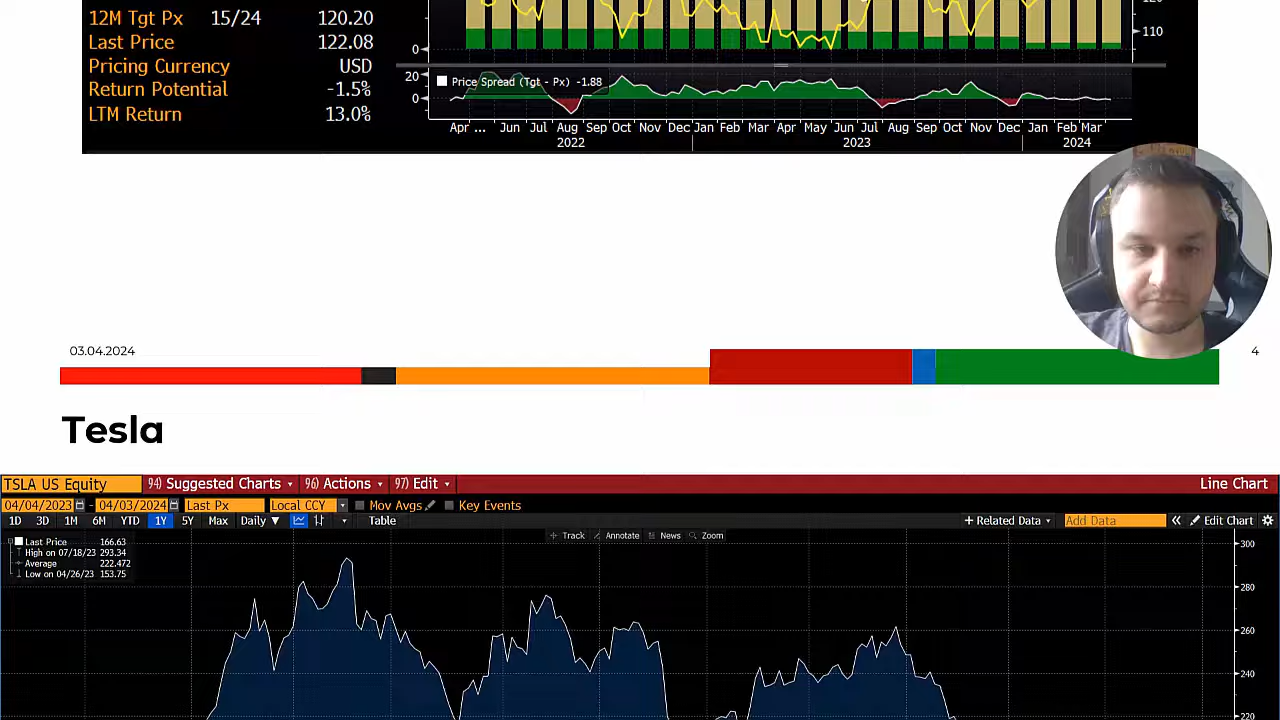 12M Tgt Px 15/24 120.20
Last Price 122.08
Pricing Currency USD
Return Potential -1.5%
LTM Return 13.0%
110
0
20
0
Price Spread (Tgt - Px) -1.88
Apr ... Jun Jul Aug Sep Oct Nov Dec Jan Feb Mar Apr May Jun Jul Aug Sep Oct Nov Dec Jan Feb Mar
2022 2023 2024
03.04.2024
4
Tesla
TSLA US Equity 94) Suggested Charts 96) Actions 97) Edit Line Chart
04/04/2023 - 04/03/2024 Last Px Local CCY Mov Avgs Key Events
1D 3D 1M 6M YTD 1Y 5Y Max Daily ▼ Table + Related Data Add Data « Edit Chart
Track Annotate News Zoom
Last Price 166.63
High on 07/18/23 293.34
Average 222.472
Low on 04/26/23 153.75
300
280
260
240
220